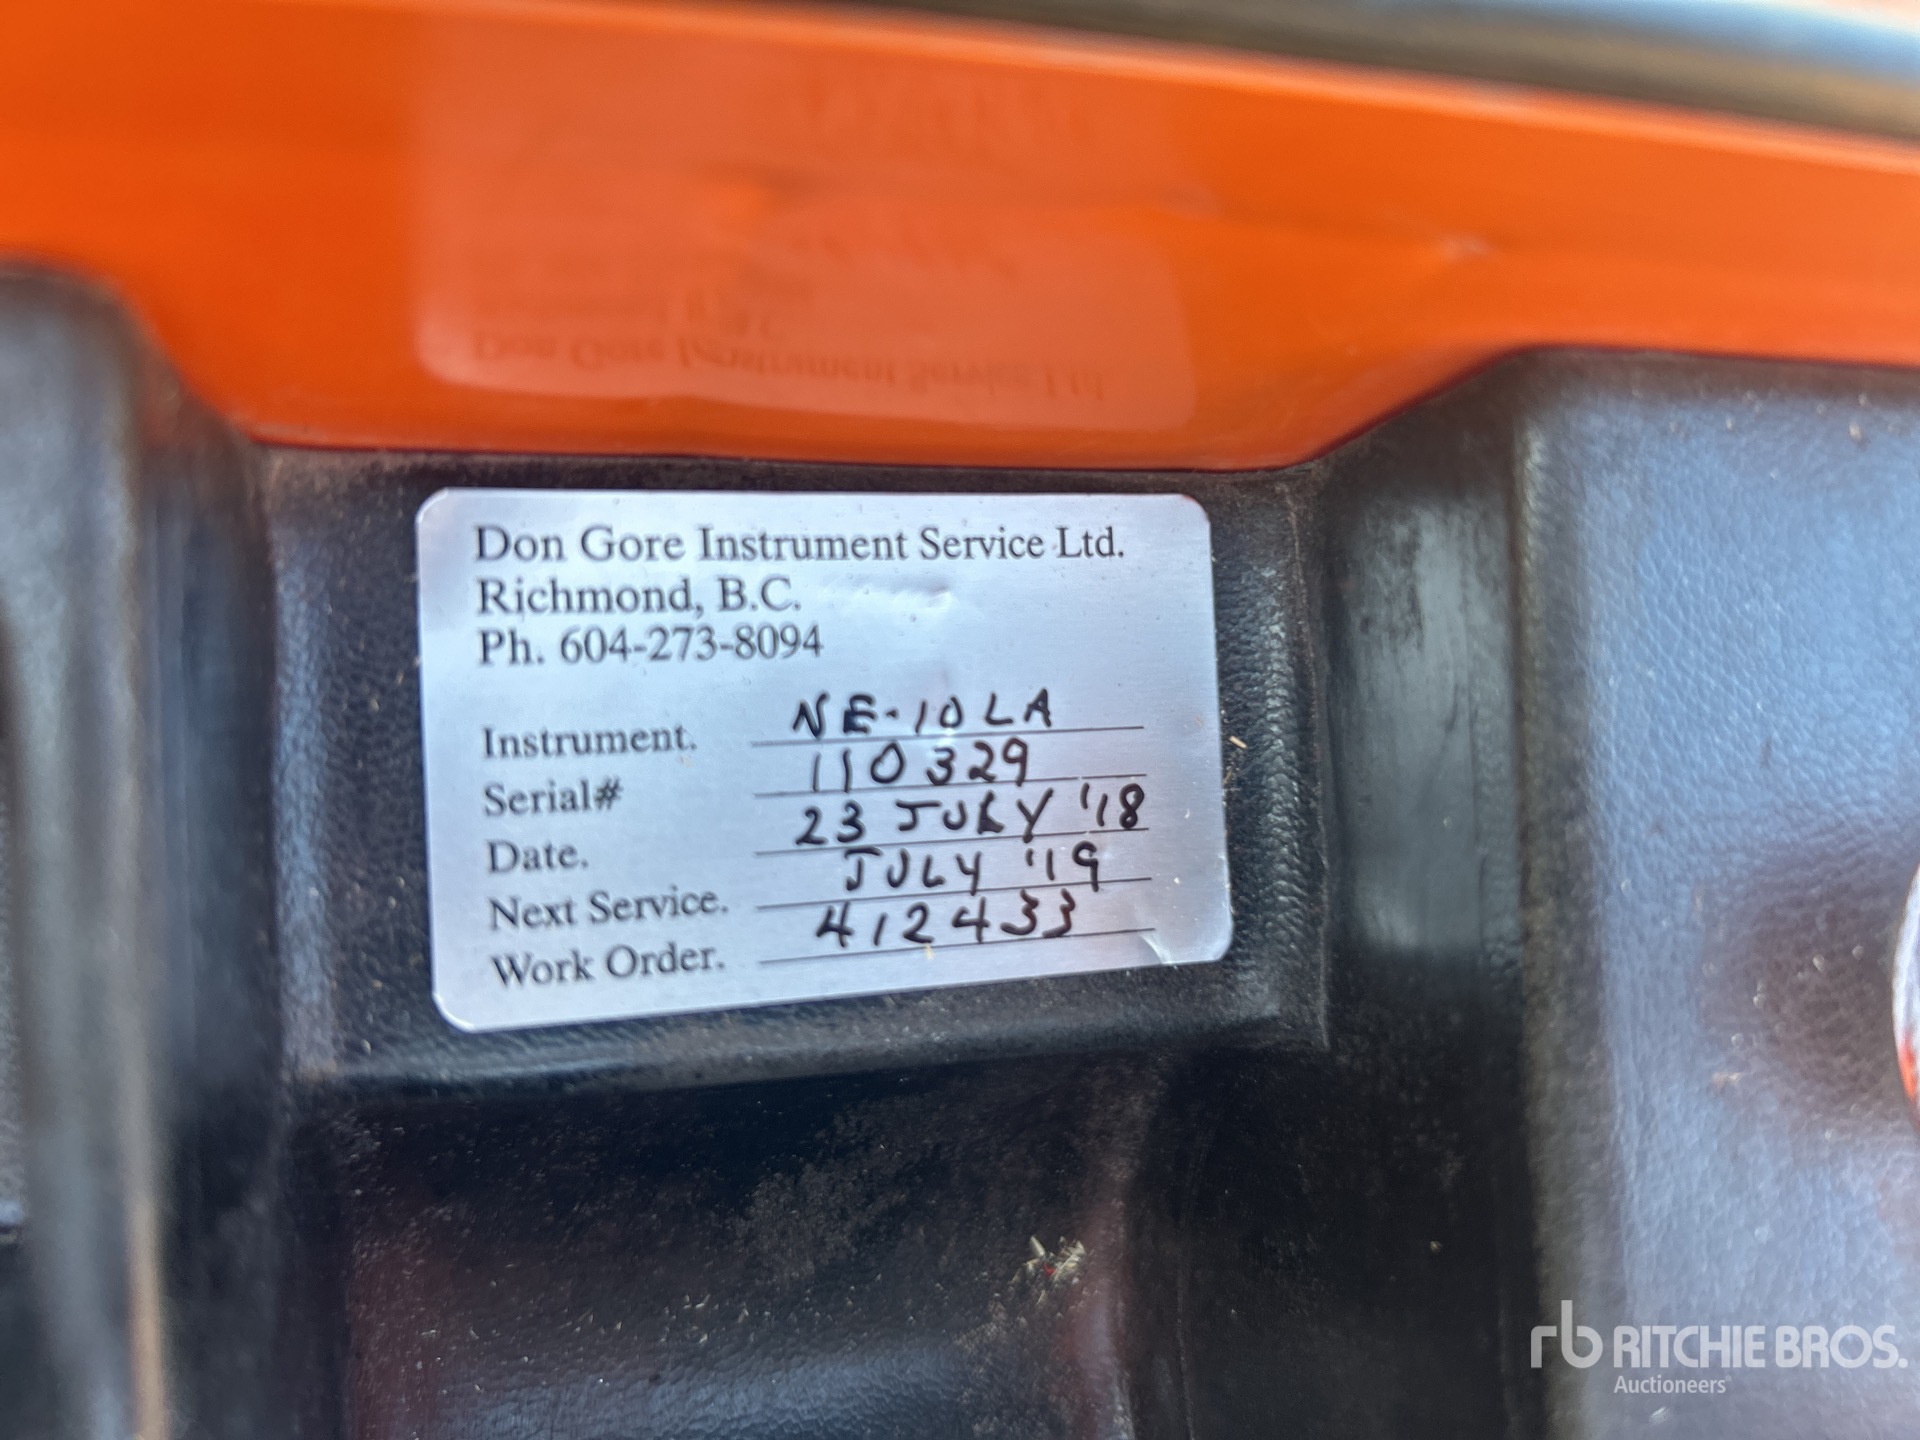 Don Gore Instrument Service Ltd.
Richmond, B.C.
Ph. 604-273-8094
Instrument. NE-10LA
Serial# 110329
Date. 23 JULY '18
Next Service. JULY '19
Work Order. 412433
rb RITCHIE BROS.
Auctioneers